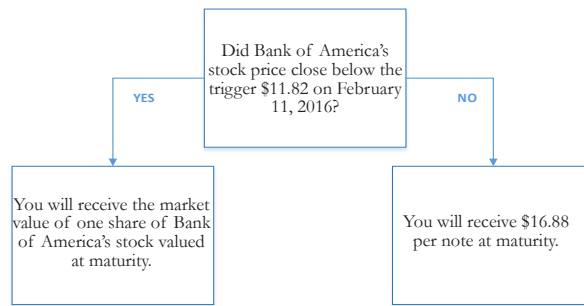 Did Bank of America's
stock price close below the
trigger $11.82 on February
11, 2016?
YES
NO
You will receive the market
value of one share of Bank
of America's stock valued
at maturity.
You will receive $16.88
per note at maturity.